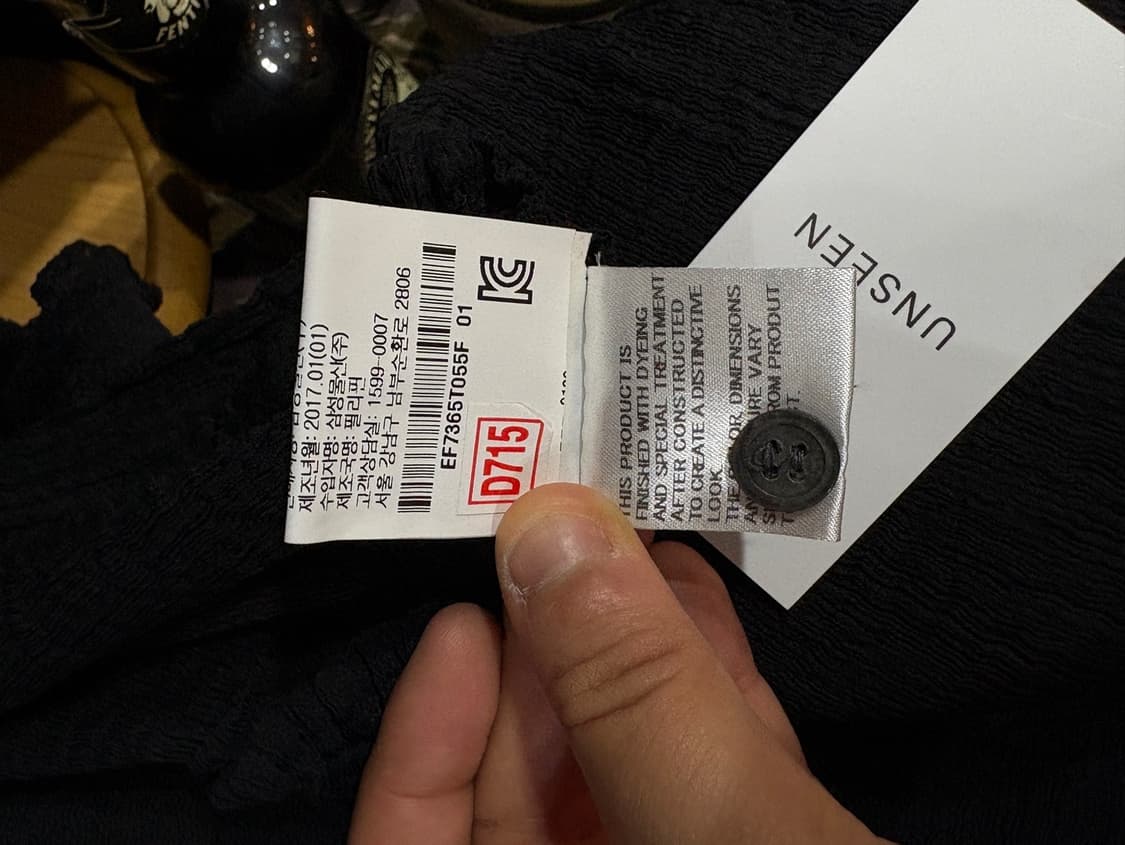 제조년월: 2017.01(01)
수입자명: 삼성물산(주)
제조국명: 필리핀
고객상담실: 1599-0007
서울 강남구 남부순환로 2806
EF7365T055F 01
D715
THIS PRODUCT IS
FINISHED WITH DYEING
AND SPECIAL TREATMENT
AFTER CONSTRUCTED
TO CREATE A DISTINCTIVE
LOOK
DIMENSIONS
VARY
PRODUT
UNSEEN
FENTY